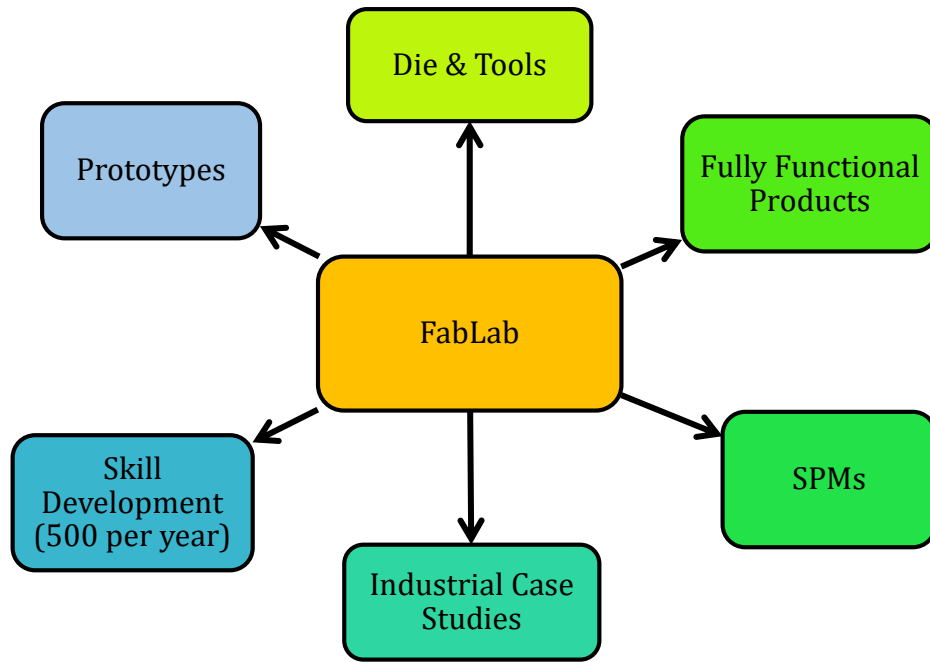 Die & Tools
Prototypes
Fully Functional
Products
FabLab
Skill
Development
(500 per year)
SPMs
Industrial Case
Studies